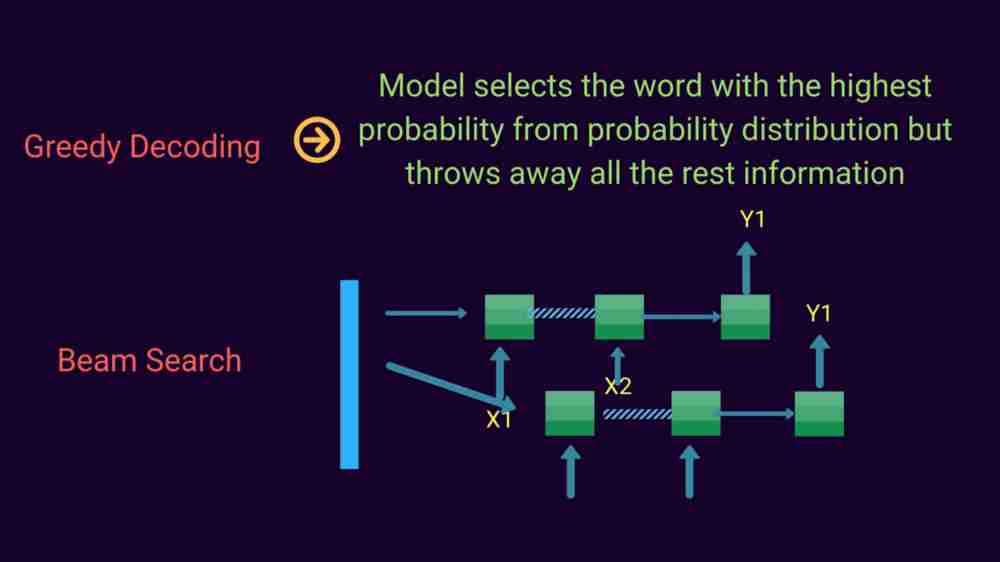 Model selects the word with the highest
Greedy Decoding
probability from probability distribution but
throws away all the rest information
Y1
Y1
Beam Search
X2
X1